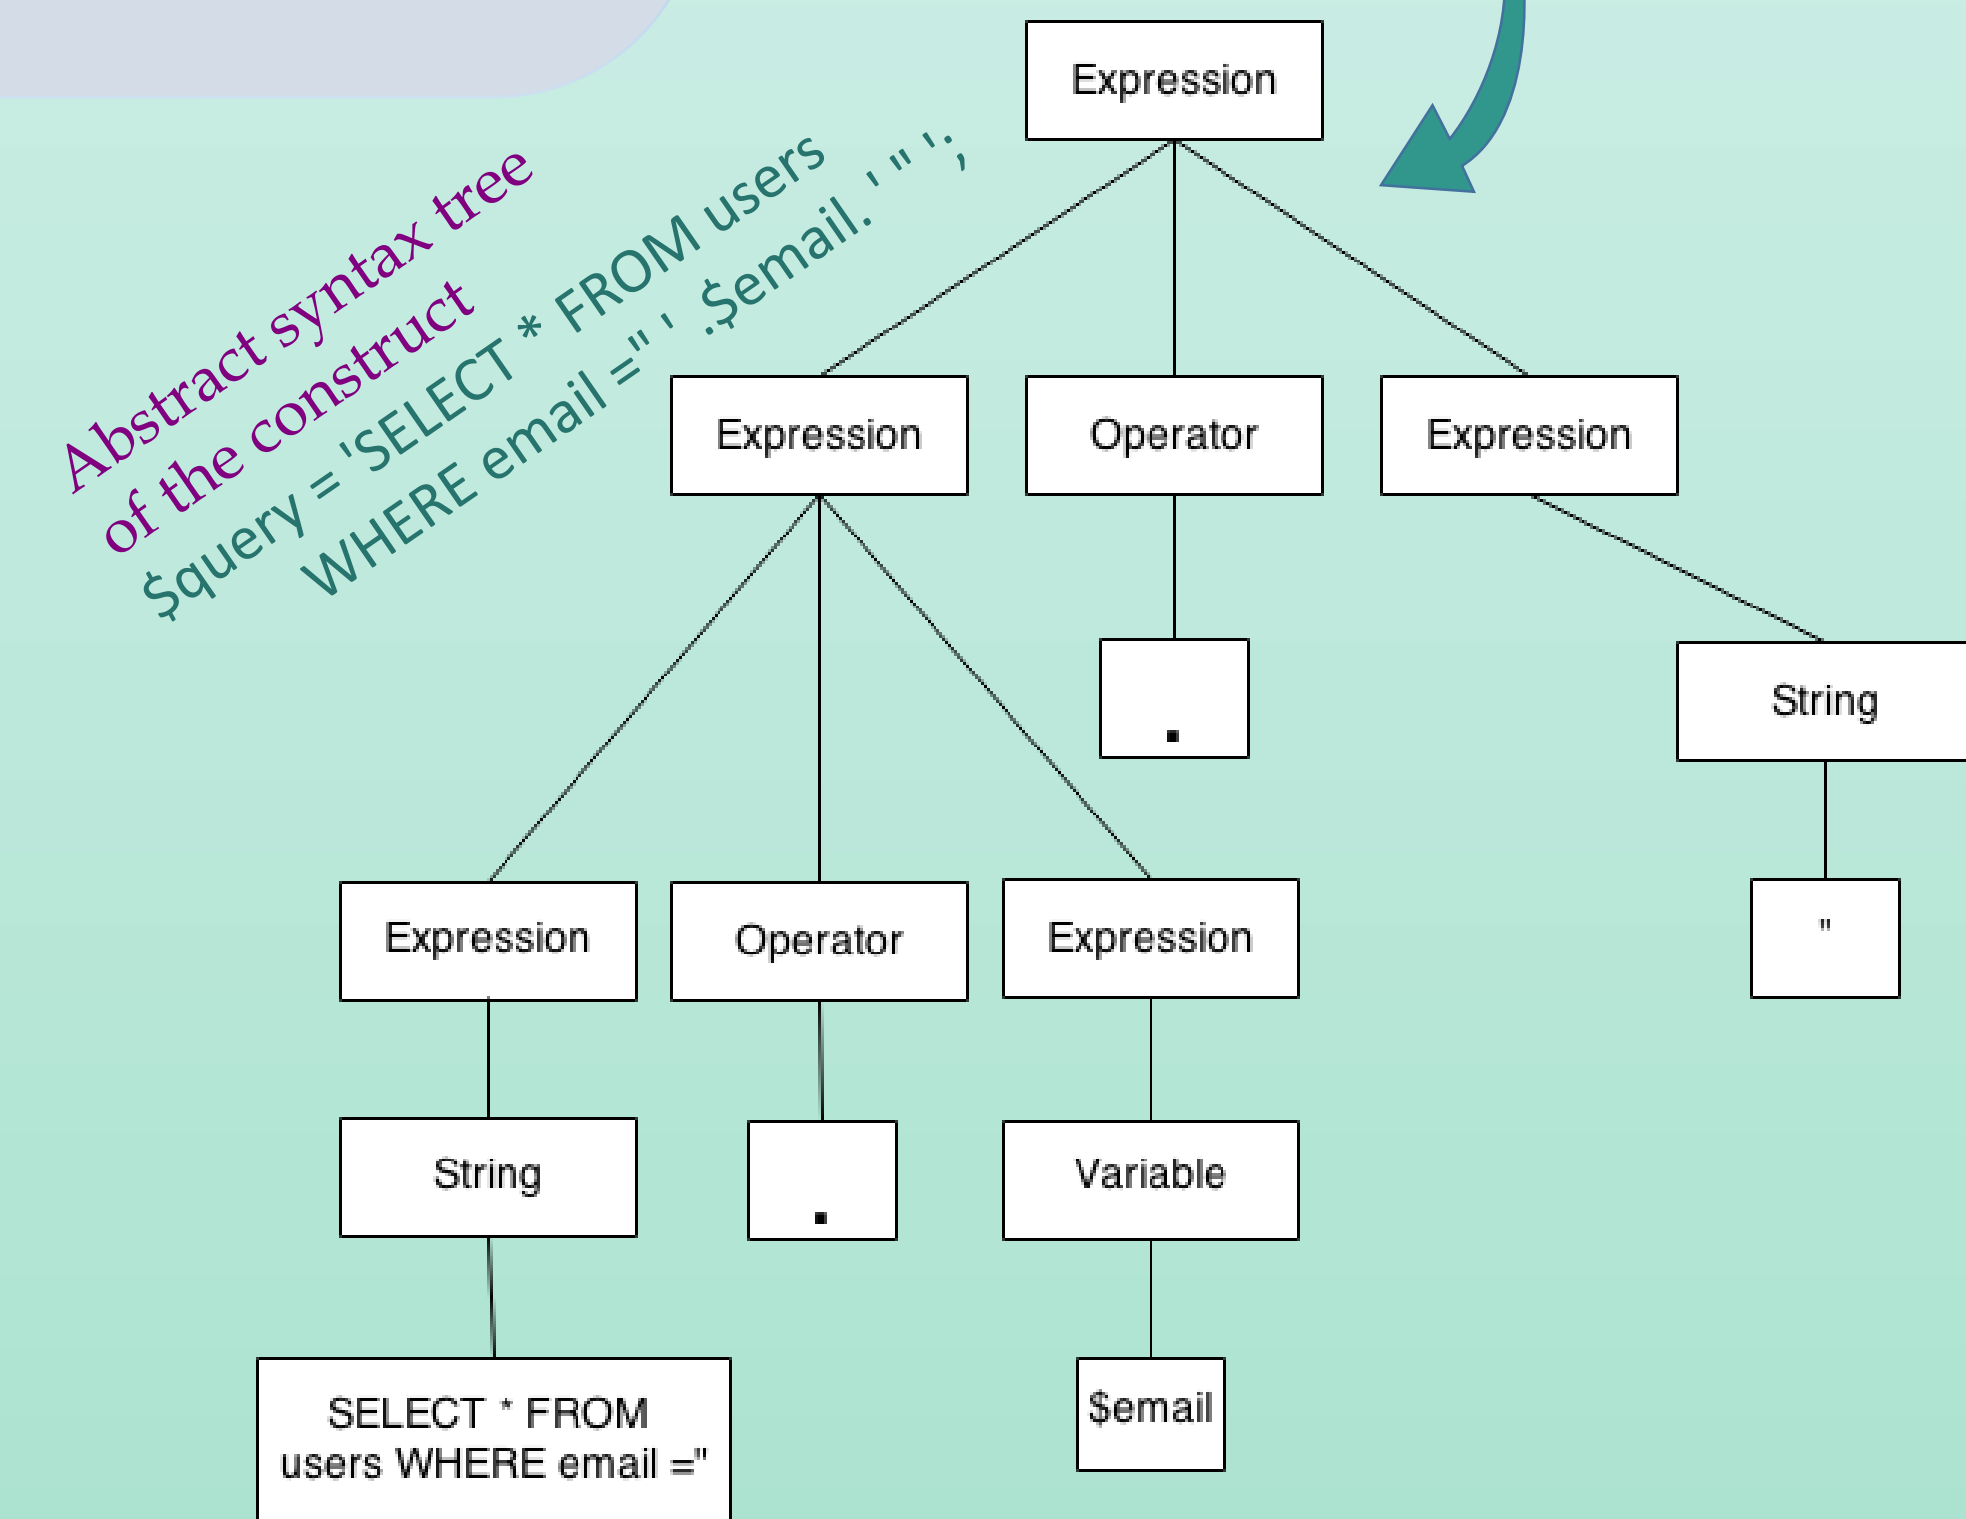 Expression
Abstract syntax tree
of the construct
$query = 'SELECT * FROM users
WHERE email =" ' .$email. ' " ';
Expression
Operator
Expression
.
String
"
Expression
Operator
Expression
String
.
Variable
SELECT * FROM
users WHERE email ="
$email